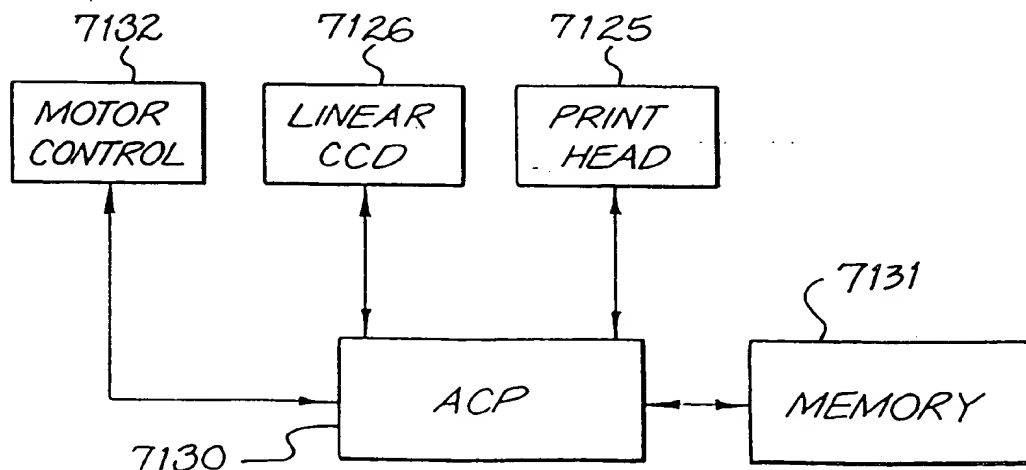 7132
7126
7125
MOTOR
CONTROL
LINEAR
CCD
PRINT
HEAD
7131
ACP
MEMORY
7130